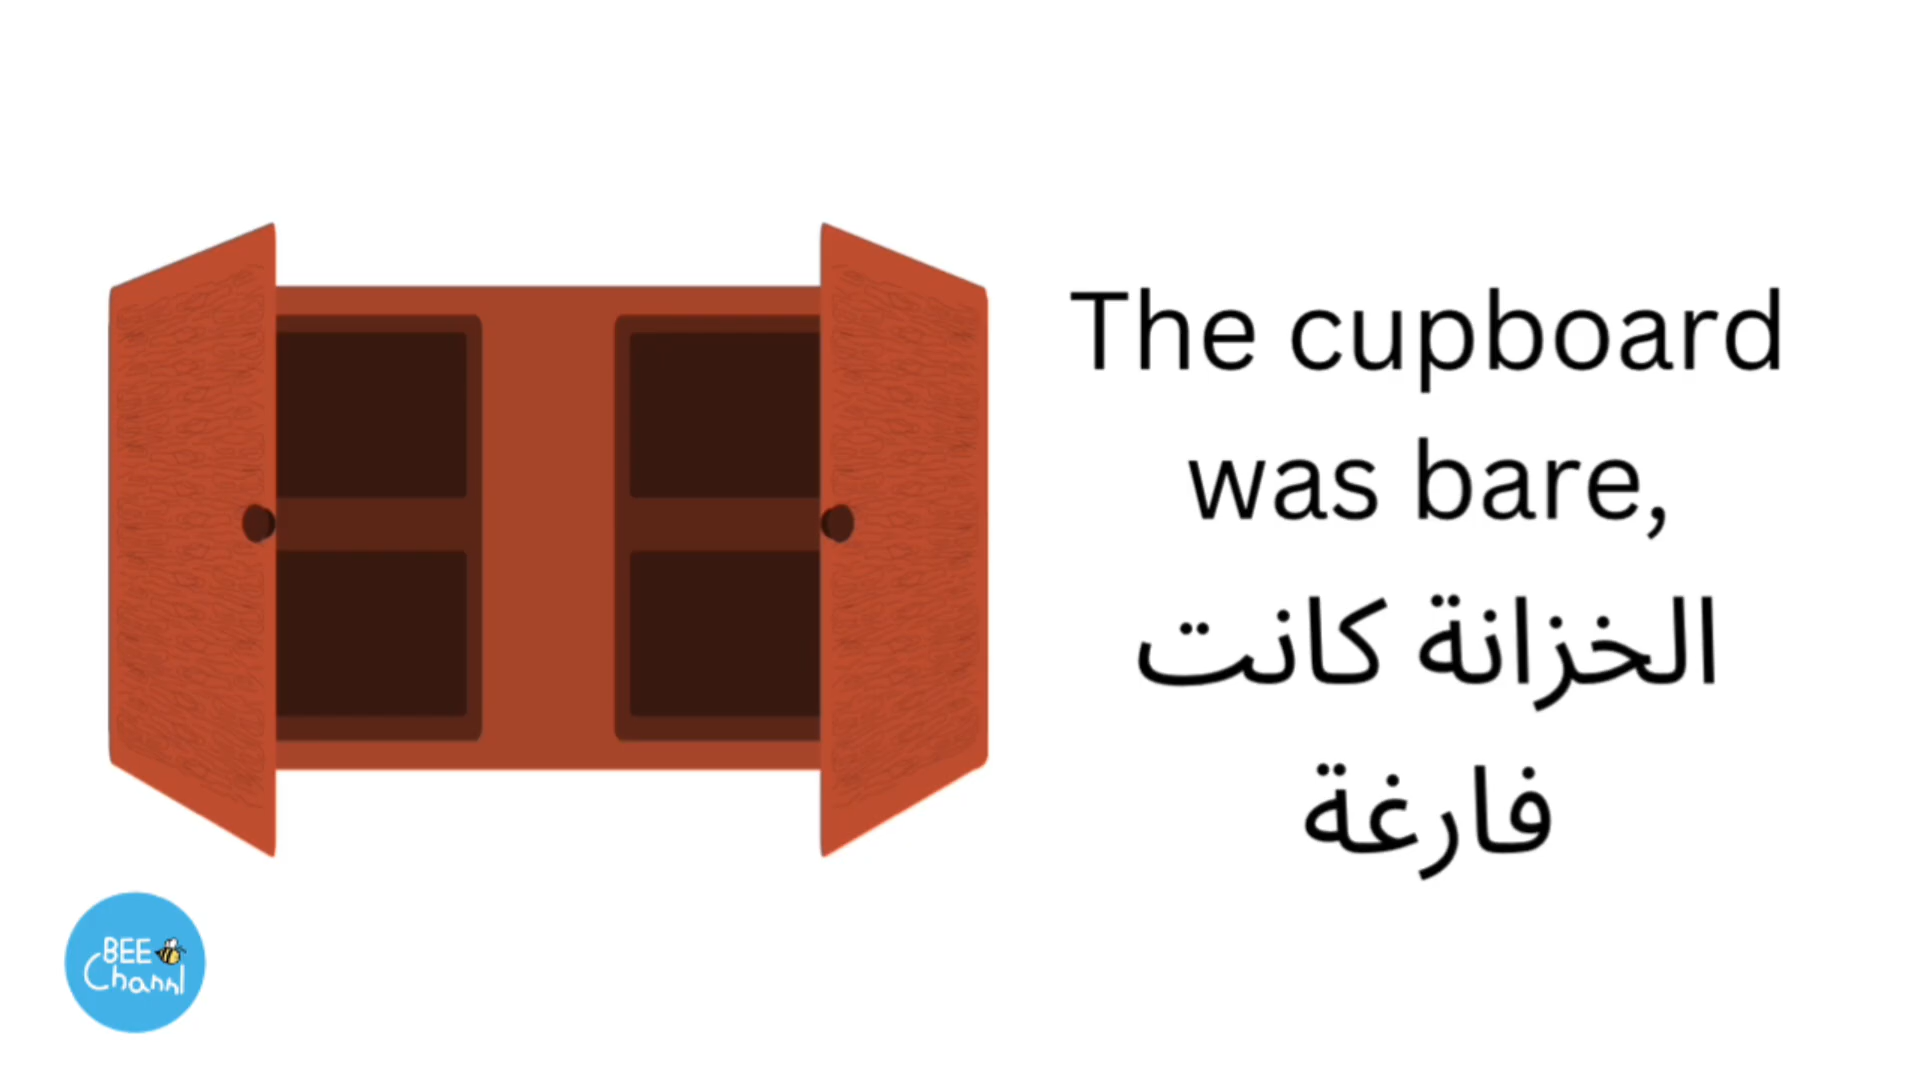 The cupboard
was bare,
الخزانة كانت
فارغة
BEE
Channl